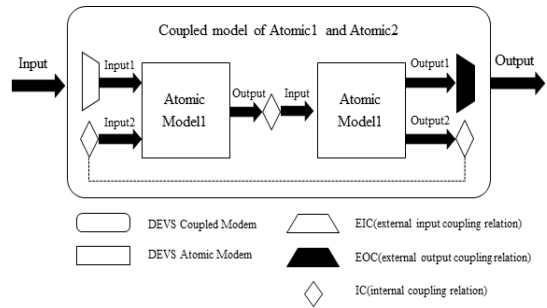 Coupled model of Atomic1 and Atomic2
Input
Output
Input1
Output
Input
Output1
Atomic
Model1
Atomic
Model1
Input2
Output2
DEVS Coupled Modem
EIC(external input coupling relation)
DEVS Atomic Modem
EOC(external output coupling relation)
IC(internal coupling relation)